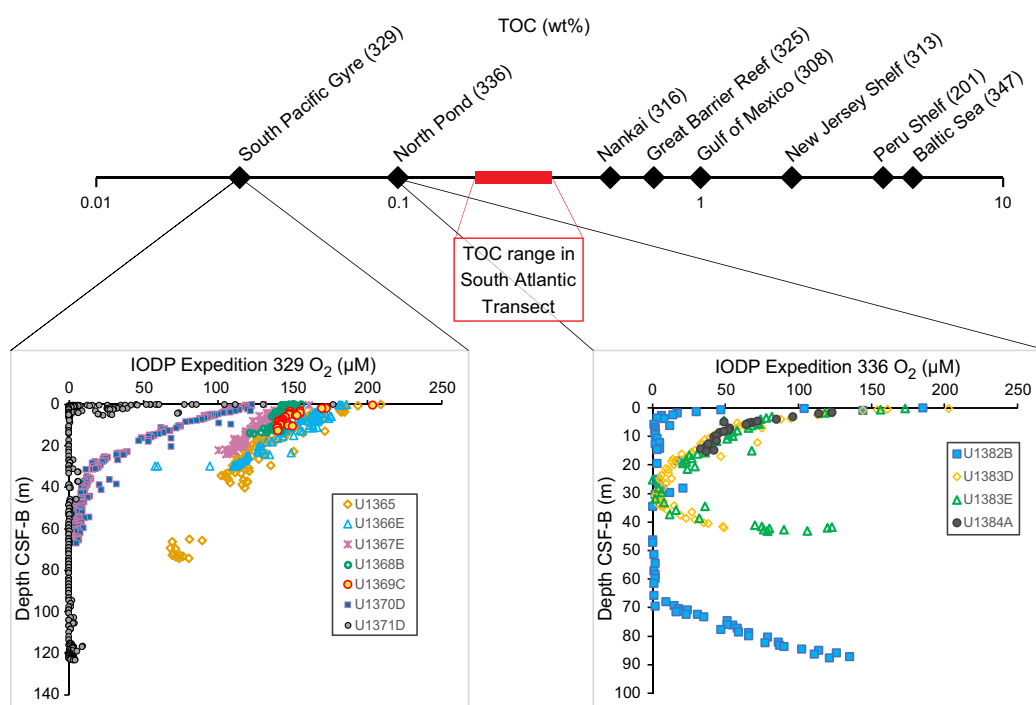 TOC (wt%)
South Pacific Gyre (329)
North Pond (336)
Nankai (316)
Great Barrier Reef (325)
Gulf of Mexico (308)
New Jersey Shelf (313)
Peru Shelf (201)
Baltic Sea (347)
0.01
0.1
1
10
TOC range in
South Atlantic
Transect
IODP Expedition 329 O₂ (µM)
0 50 100 150 200 250
Depth CSF-B (m)
0
20
40
60
80
100
120
140
U1365
U1366E
U1367E
U1368B
U1369C
U1370D
U1371D
IODP Expedition 336 O₂ (µM)
0 50 100 150 200 250
Depth CSF-B (m)
0
10
20
30
40
50
60
70
80
90
100
U1382B
U1383D
U1383E
U1384A